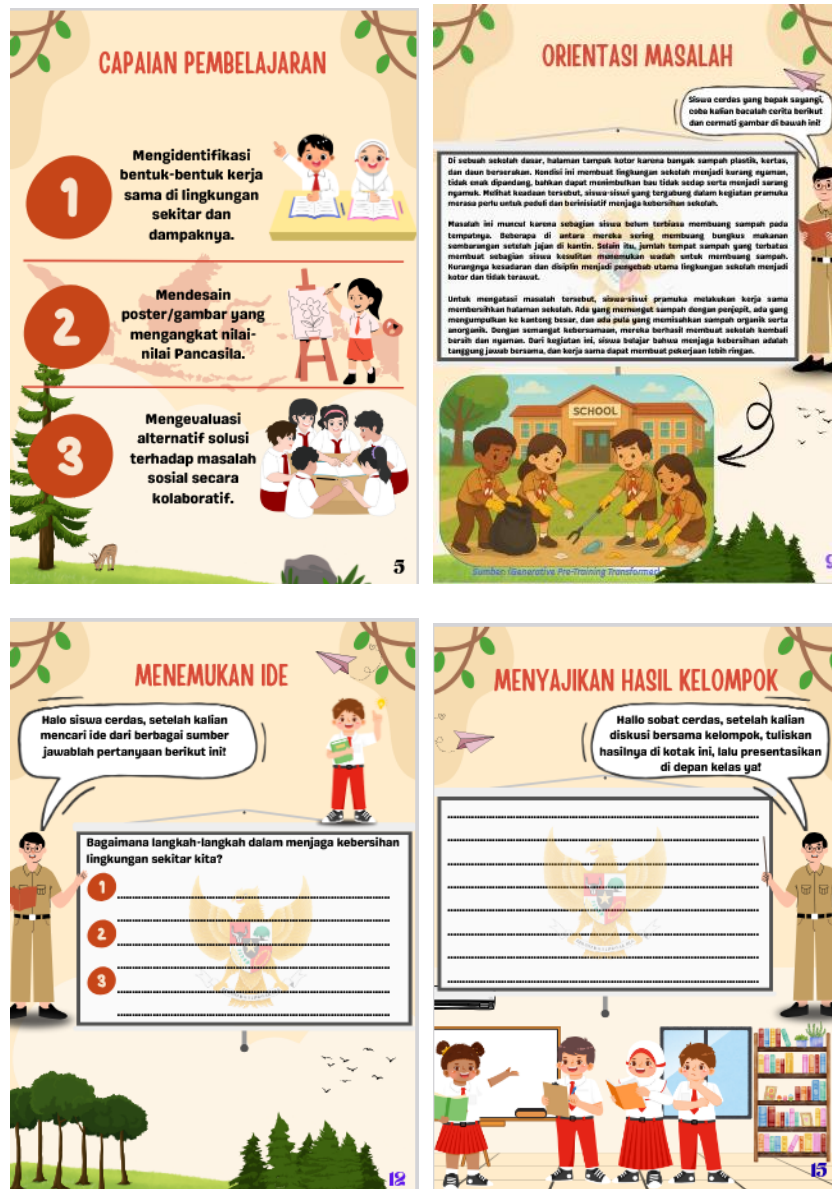 CAPAIAN PEMBELAJARAN
1
Mengidentifikasi
bentuk-bentuk kerja
sama di lingkungan
sekitar dan
dampaknya.
2
Mendesain
poster/gambar yang
mengangkat nilai-
nilai Pancasila.
3
Mengevaluasi
alternatif solusi
terhadap masalah
sosial secara
kolaboratif.
5
ORIENTASI MASALAH
Siswa cerdas yang bapak sayangi,
coba kalian bacalah cerita berikut
dan cermati gambar di bawah ini!
Di sebuah sekolah dasar, halaman tampak kotor karena banyak sampah plastik, kertas,
dan daun berserakan. Kondisi ini membuat lingkungan sekolah menjadi kurang nyaman,
tidak enak dipandang, bahkan dapat menimbulkan bau tidak sedap serta menjadi sarang
nyamuk. Melihat keadaan tersebut, siswa-siswi yang tergabung dalam kegiatan pramuka
merasa perlu untuk peduli dan berinisiatif menjaga kebersihan sekolah.
Masalah ini muncul karena sebagian siswa belum terbiasa membuang sampah pada
tempatnya. Beberapa di antara mereka sering membuang bungkus makanan
sembarangan setelah jajan di kantin. Selain itu, jumlah tempat sampah yang terbatas
membuat sebagian siswa kesulitan menemukan wadah untuk membuang sampah.
Kurangnya kesadaran dan disiplin menjadi penyebab utama lingkungan sekolah menjadi
kotor dan tidak terawat.
Untuk mengatasi masalah tersebut, siswa-siswi pramuka melakukan kerja sama
membersihkan halaman sekolah. Ada yang memungut sampah dengan penjepit, ada yang
mengumpulkan ke kantong besar, dan ada pula yang memisahkan sampah organik serta
anorganik. Dengan semangat kebersamaan, mereka berhasil membuat sekolah kembali
bersih dan nyaman. Dari kegiatan ini, siswa belajar bahwa menjaga kebersihan adalah
tanggung jawab bersama, dan kerja sama dapat membuat pekerjaan lebih ringan.
SCHOOL
Sumber: (Generative Pre-Training Transformer)
MENEMUKAN IDE
Halo siswa cerdas, setelah kalian
mencari ide dari berbagai sumber
jawablah pertanyaan berikut ini!
Bagaimana langkah-langkah dalam menjaga kebersihan
lingkungan sekitar kita?
1
2
3
12
MENYAJIKAN HASIL KELOMPOK
Hallo sobat cerdas, setelah kalian
diskusi bersama kelompok, tuliskan
hasilnya di kotak ini, lalu presentasikan
di depan kelas ya!
13